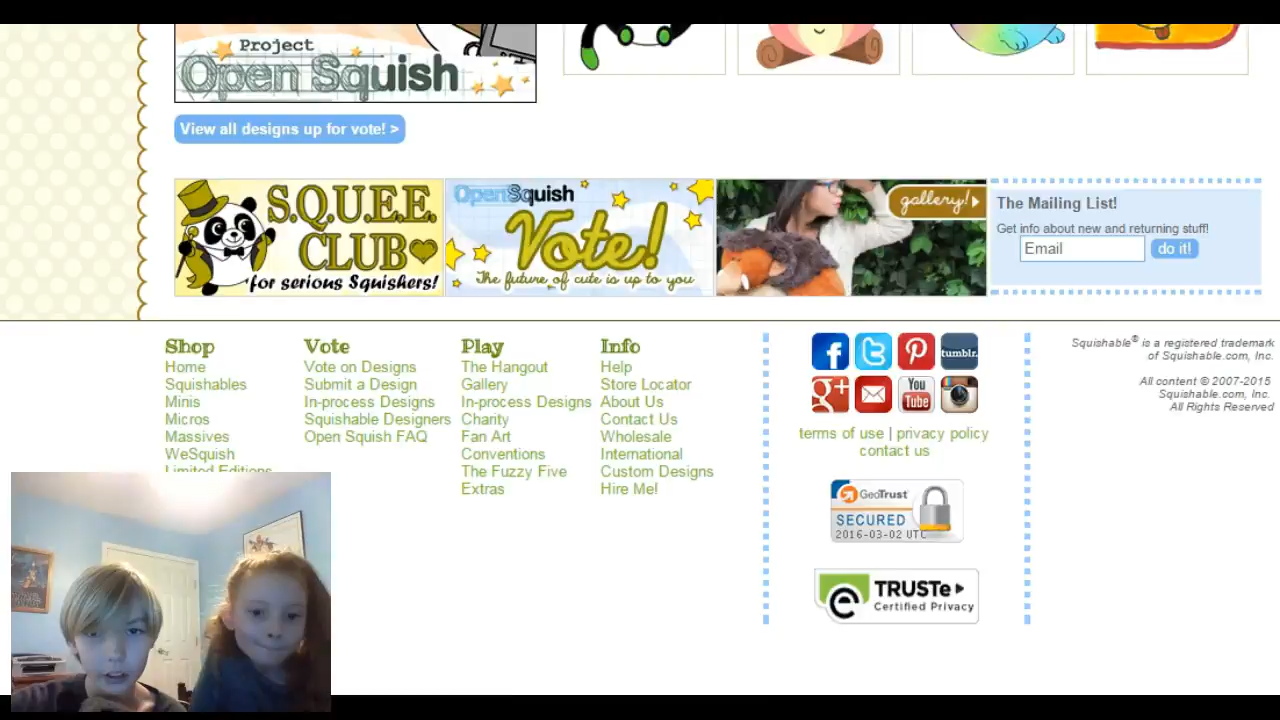 Project
Open Squish
View all designs up for vote! >
S.Q.U.E.E.
CLUB
for serious Squishers!
OpenSquish
Vote!
The future of cute is up to you
gallery!
The Mailing List!
Get info about new and returning stuff!
Email
do it!
Shop
Home
Squishables
Minis
Micros
Massives
WeSquish
Limited Editions
Vote
Vote on Designs
Submit a Design
In-process Designs
Squishable Designers
Open Squish FAQ
Play
The Hangout
Gallery
In-process Designs
Charity
Fan Art
Conventions
The Fuzzy Five
Extras
Info
Help
Store Locator
About Us
Contact Us
Wholesale
International
Custom Designs
Hire Me!
tumblr.
g+
You
Tube
terms of use | privacy policy
contact us
GeoTrust
SECURED
2016-03-02 UTC
TRUSTe
Certified Privacy
Squishable® is a registered trademark
of Squishable.com, Inc.
All content © 2007-2015
Squishable.com, Inc.
All Rights Reserved